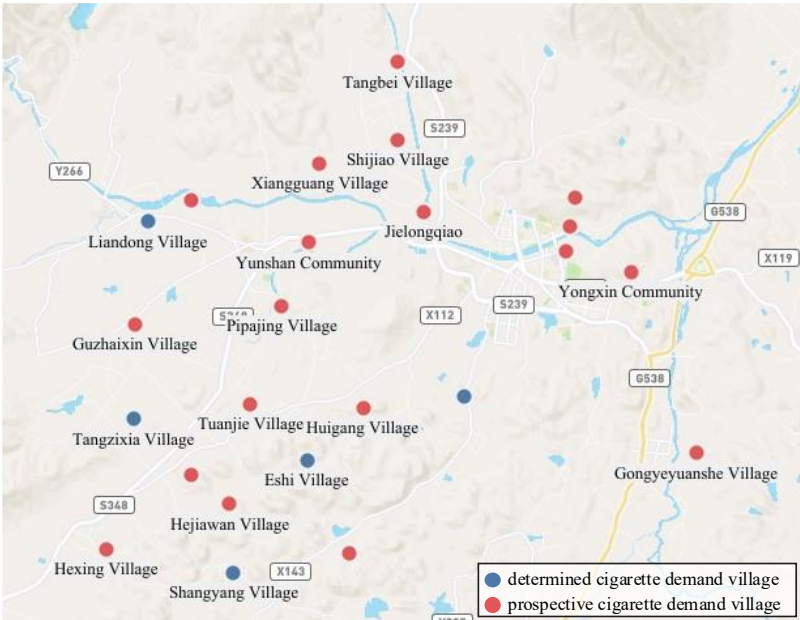 Tangbei Village
S239
Shijiao Village
Y266
Xiangguang Village
G538
Jielongqiao
Liandong Village
Yunshan Community
X119
Yongxin Community
S239
X112
Pipajing Village
Guzhaixin Village
G538
Tuanjie Village
Huigang Village
Tangzixia Village
Eshi Village
Gongyeyuanshe Village
S348
Hejiawan Village
Hexing Village
X143
Shangyang Village
determined cigarette demand village
prospective cigarette demand village